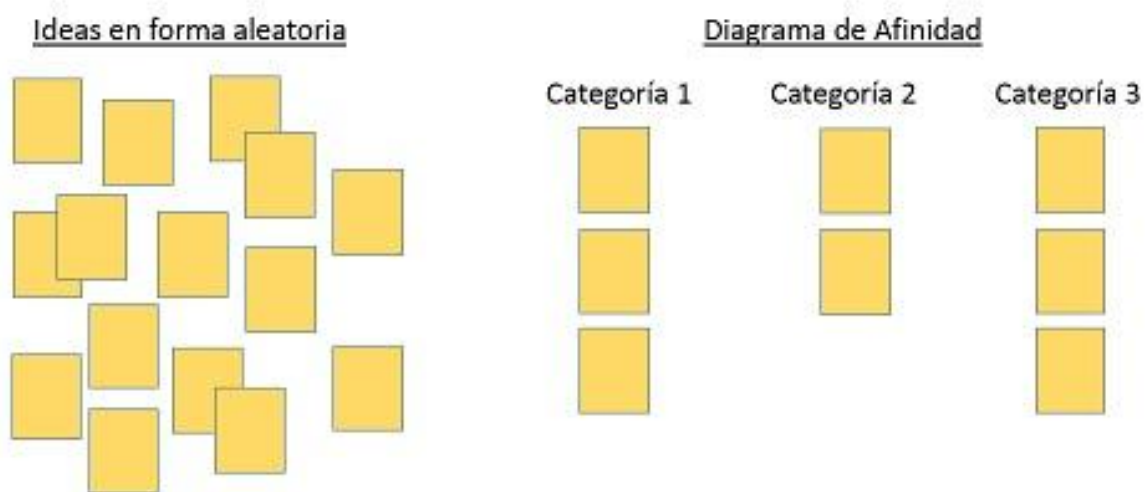 Ideas en forma aleatoria
Diagrama de Afinidad
Categoría 1
Categoría 2
Categoría 3